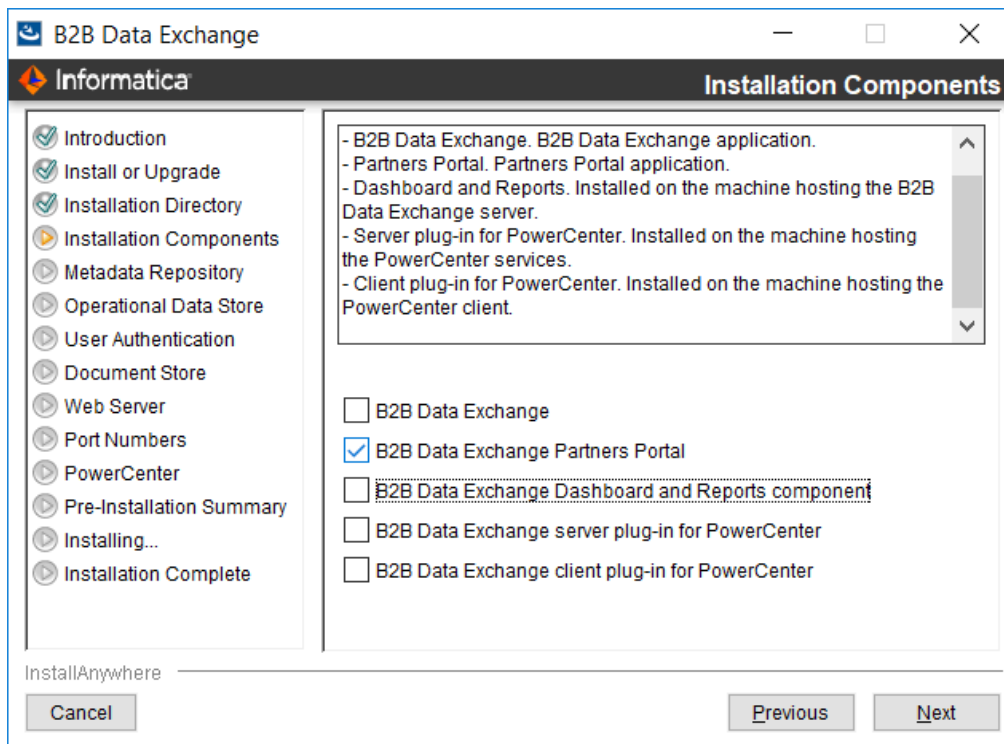 B2B Data Exchange
Informatica
Installation Components
Introduction
Install or Upgrade
Installation Directory
Installation Components
Metadata Repository
Operational Data Store
User Authentication
Document Store
Web Server
Port Numbers
PowerCenter
Pre-Installation Summary
Installing...
Installation Complete
- B2B Data Exchange. B2B Data Exchange application.
- Partners Portal. Partners Portal application.
- Dashboard and Reports. Installed on the machine hosting the B2B
Data Exchange server.
- Server plug-in for PowerCenter. Installed on the machine hosting
the PowerCenter services.
- Client plug-in for PowerCenter. Installed on the machine hosting the
PowerCenter client.
B2B Data Exchange
B2B Data Exchange Partners Portal
B2B Data Exchange Dashboard and Reports component
B2B Data Exchange server plug-in for PowerCenter
B2B Data Exchange client plug-in for PowerCenter
InstallAnywhere
Cancel
Previous
Next